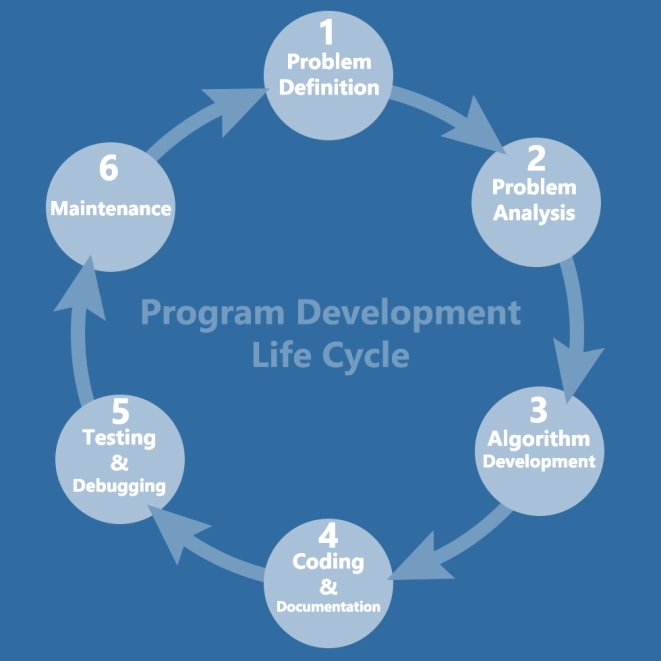 1
Problem
Definition
2
Problem
Analysis
3
Algorithm
Development
4
Coding
&
Documentation
5
Testing
&
Debugging
6
Maintenance
Program Development
Life Cycle